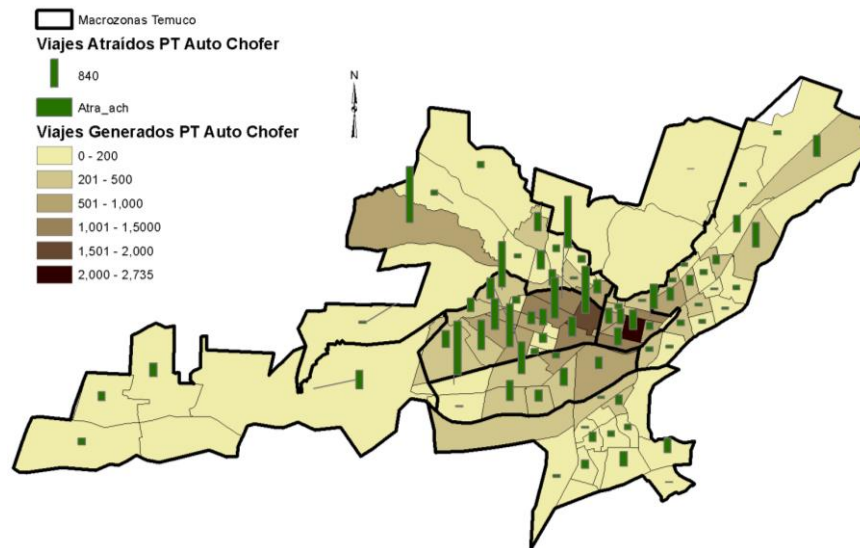 Macrozonas Temuco
Viajes Atraídos PT Auto Chofer
840
Atra_ach
Viajes Generados PT Auto Chofer
0 - 200
201 - 500
501 - 1,000
1,001 - 1,5000
1,501 - 2,000
2,000 - 2,735
N